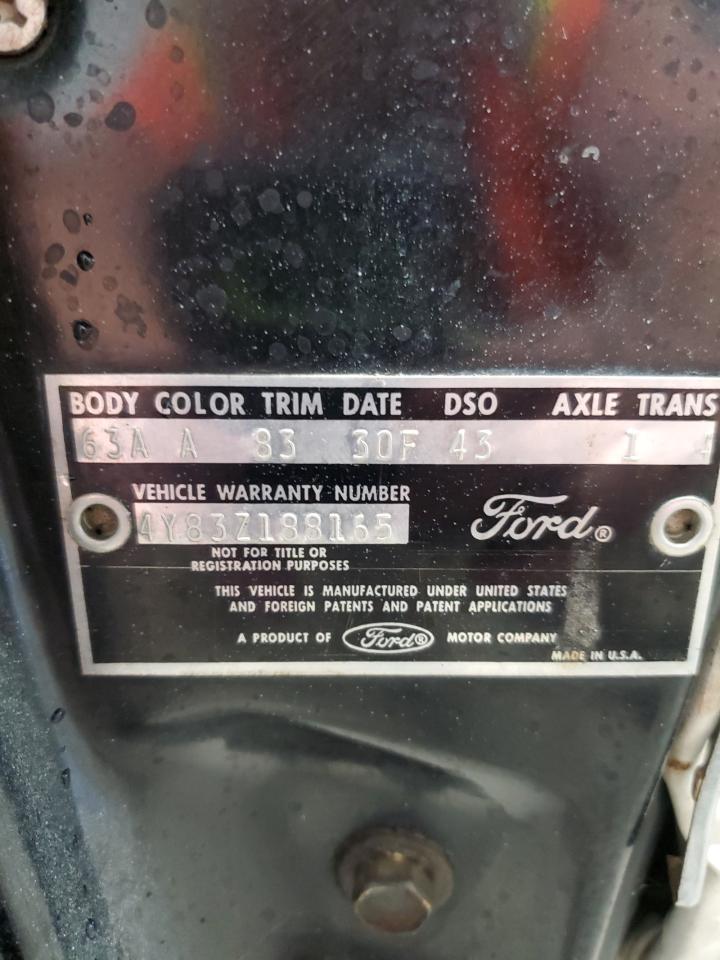 BODY COLOR TRIM DATE DSO AXLE TRANS
63A A 83 30F 43 1 4
VEHICLE WARRANTY NUMBER
4Y83Z188165
Ford®
NOT FOR TITLE OR
REGISTRATION PURPOSES
THIS VEHICLE IS MANUFACTURED UNDER UNITED STATES
AND FOREIGN PATENTS AND PATENT APPLICATIONS
A PRODUCT OF Ford® MOTOR COMPANY
MADE IN U.S.A.